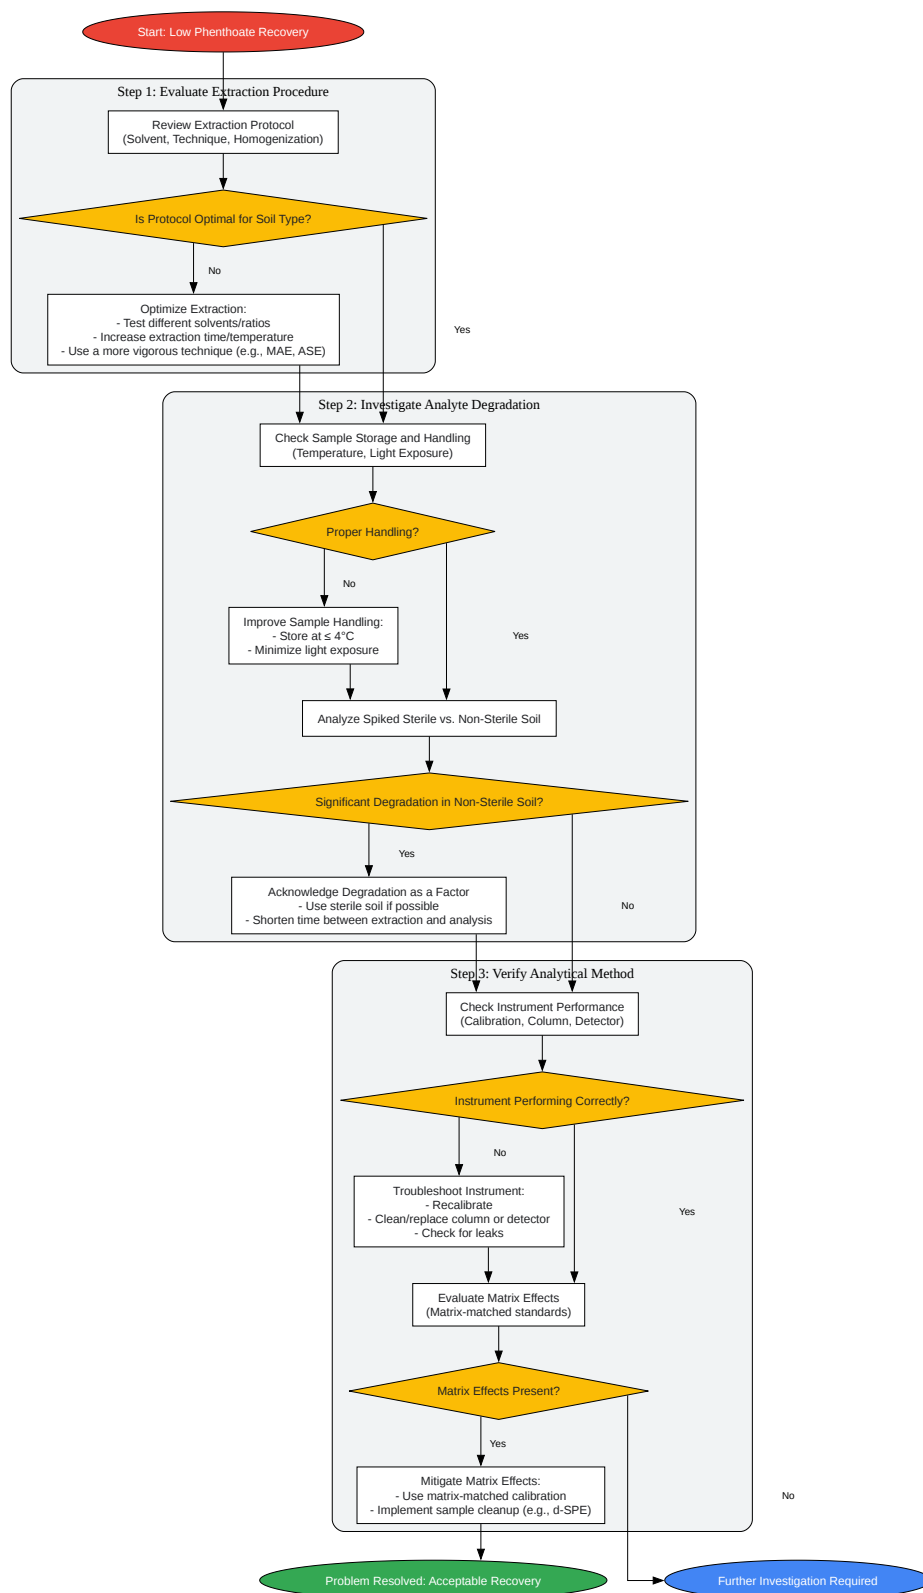 Start: Low Phenthoate Recovery
Step 1: Evaluate Extraction Procedure
Review Extraction Protocol
(Solvent, Technique, Homogenization)
Is Protocol Optimal for Soil Type?
No
Optimize Extraction:
- Test different solvents/ratios
- Increase extraction time/temperature
- Use a more vigorous technique (e.g., MAE, ASE)
Yes
Step 2: Investigate Analyte Degradation
Check Sample Storage and Handling
(Temperature, Light Exposure)
Proper Handling?
No
Improve Sample Handling:
- Store at ≤ 4°C
- Minimize light exposure
Yes
Analyze Spiked Sterile vs. Non-Sterile Soil
Significant Degradation in Non-Sterile Soil?
Yes
Acknowledge Degradation as a Factor
- Use sterile soil if possible
- Shorten time between extraction and analysis
No
Step 3: Verify Analytical Method
Check Instrument Performance
(Calibration, Column, Detector)
Instrument Performing Correctly?
No
Troubleshoot Instrument:
- Recalibrate
- Clean/replace column or detector
- Check for leaks
Yes
Evaluate Matrix Effects
(Matrix-matched standards)
Matrix Effects Present?
Yes
Mitigate Matrix Effects:
- Use matrix-matched calibration
- Implement sample cleanup (e.g., d-SPE)
No
Problem Resolved: Acceptable Recovery
Further Investigation Required